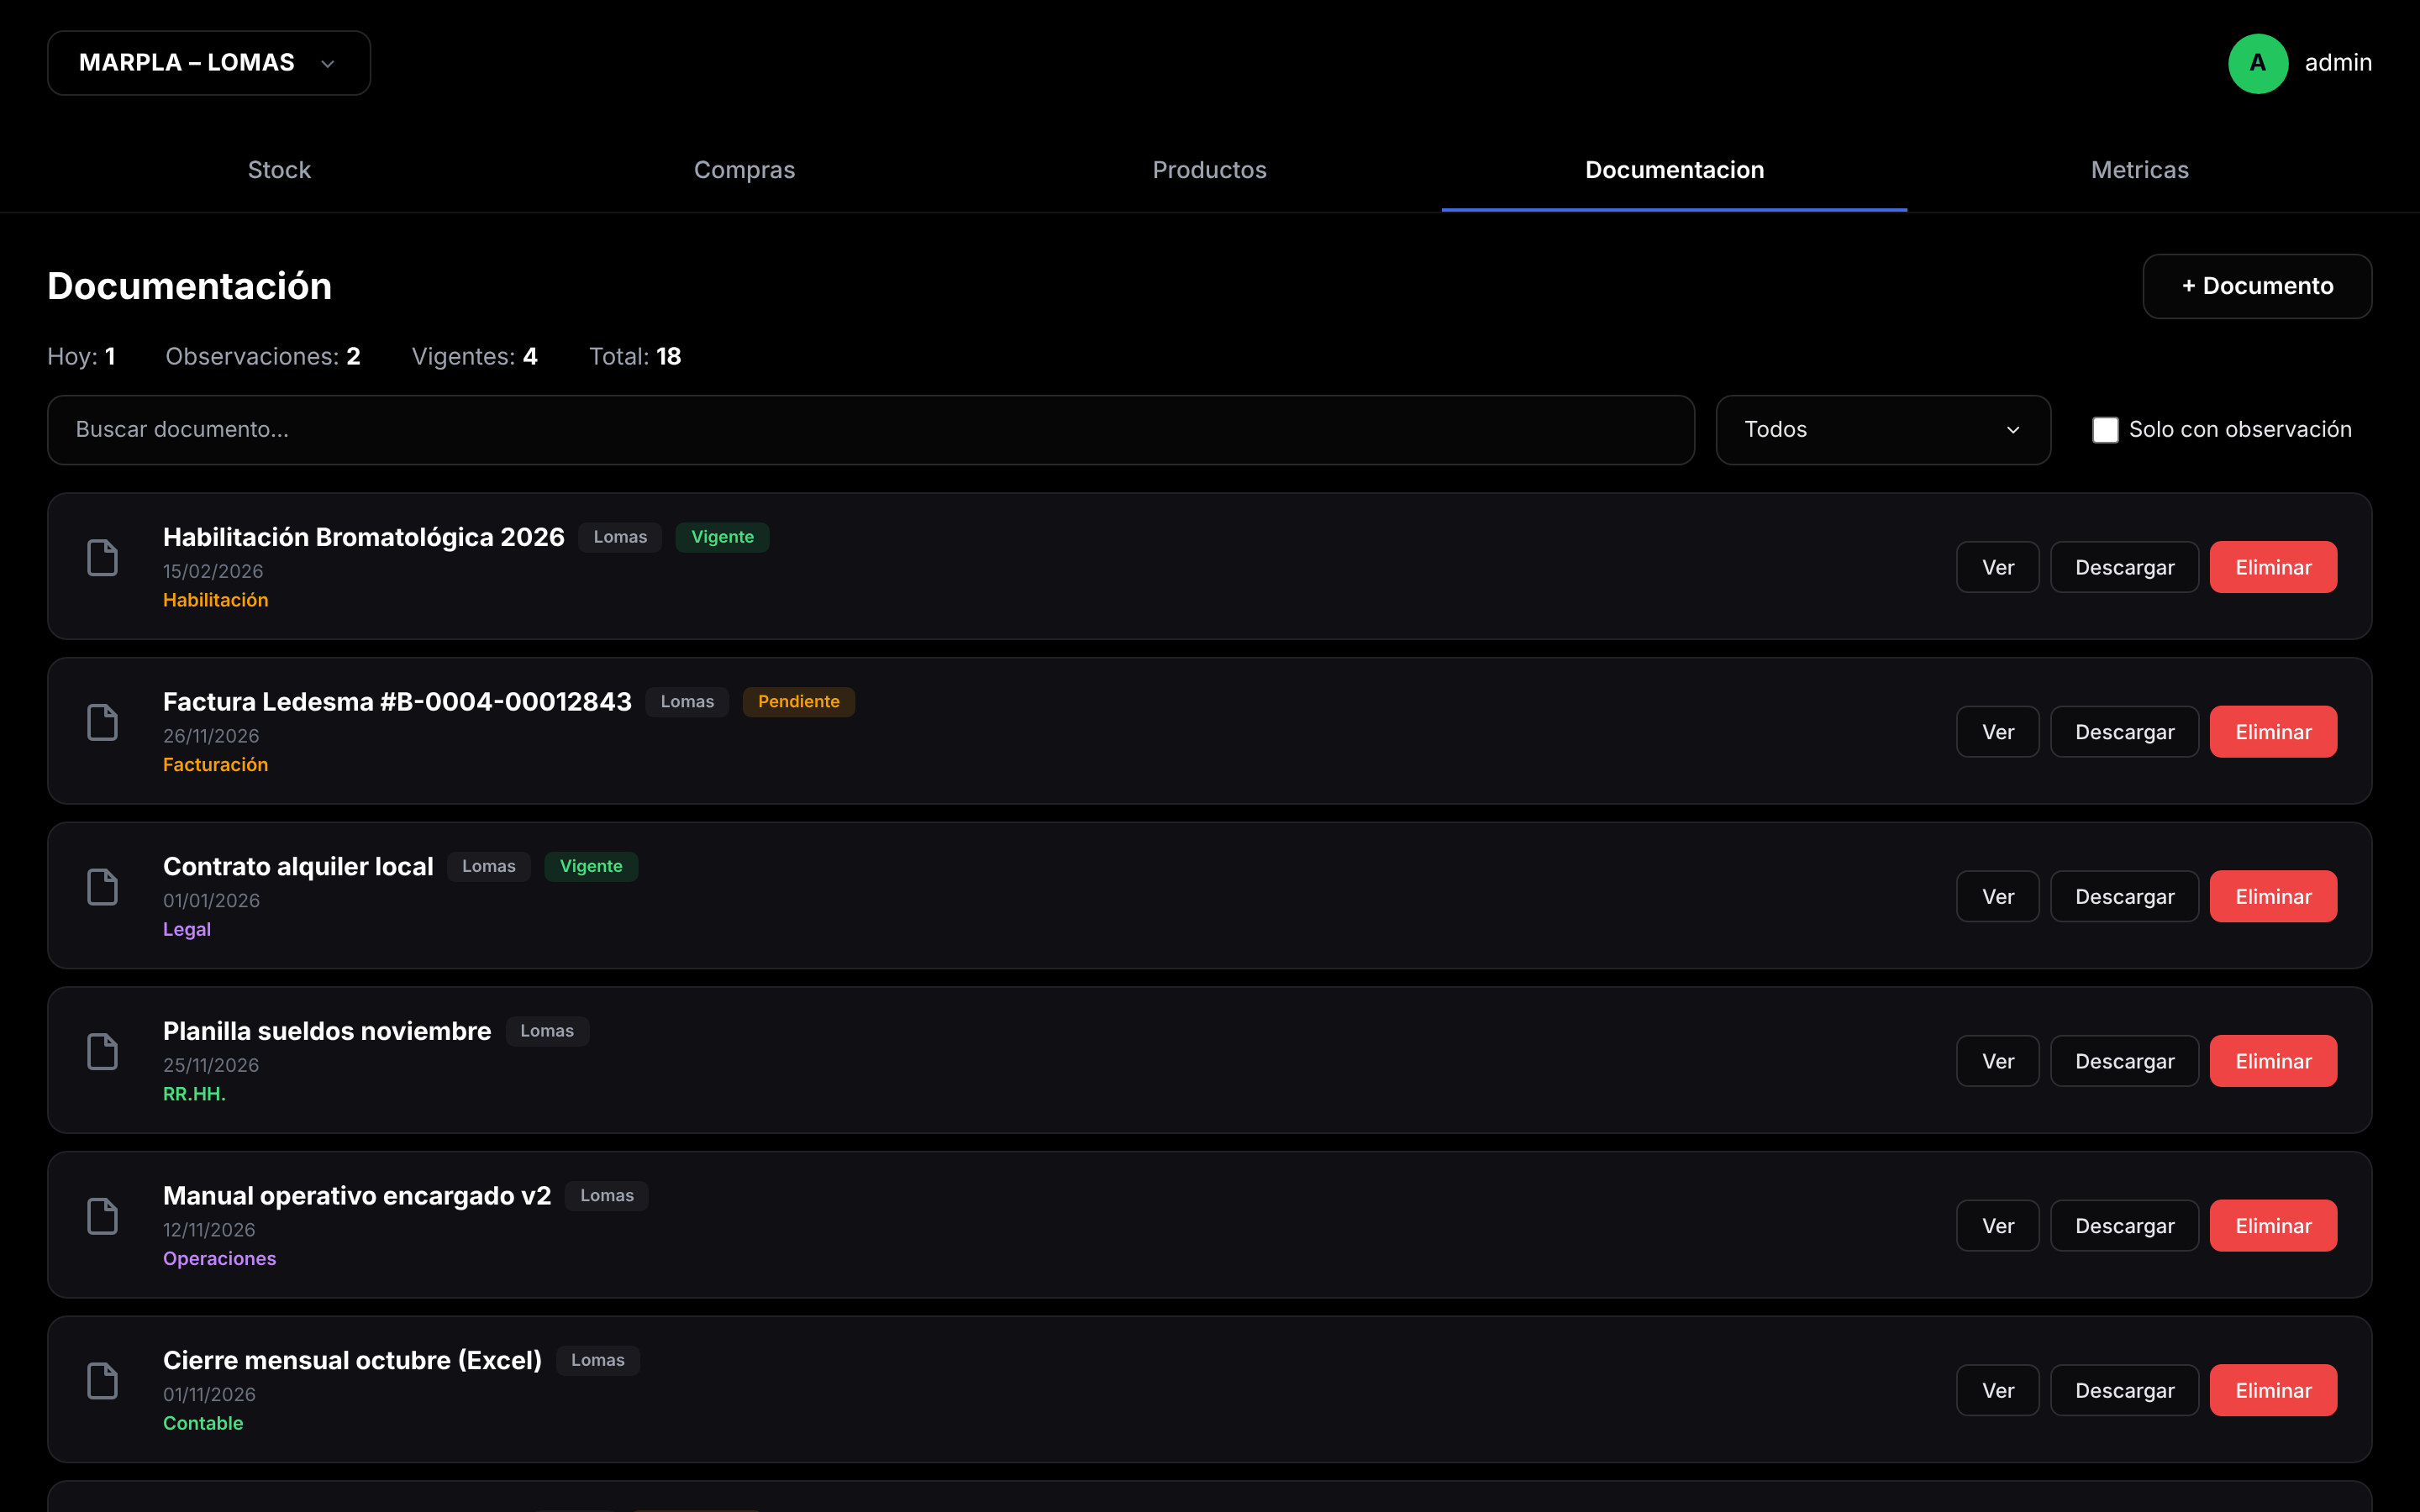 MARPLA – LOMAS
A admin
Stock Compras Productos Documentacion Metricas
Documentación + Documento
Hoy: 1 Observaciones: 2 Vigentes: 4 Total: 18
Buscar documento... Todos Solo con observación
Habilitación Bromatológica 2026 Lomas Vigente
15/02/2026
Habilitación
Ver Descargar Eliminar
Factura Ledesma #B-0004-00012843 Lomas Pendiente
26/11/2026
Facturación
Ver Descargar Eliminar
Contrato alquiler local Lomas Vigente
01/01/2026
Legal
Ver Descargar Eliminar
Planilla sueldos noviembre Lomas
25/11/2026
RR.HH.
Ver Descargar Eliminar
Manual operativo encargado v2 Lomas
12/11/2026
Operaciones
Ver Descargar Eliminar
Cierre mensual octubre (Excel) Lomas
01/11/2026
Contable
Ver Descargar Eliminar